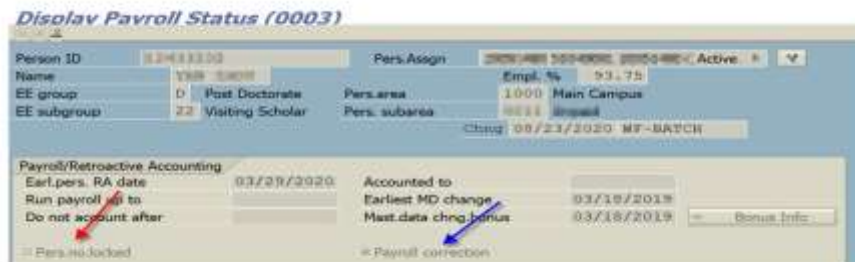 Display Payroll Status (0003)
Person ID Pers.Assgn Active
Name Empl. % 93.75
EE group D Post Doctorate Pers.area 1000 Main Campus
EE subgroup 22 Visiting Scholar Pers. subarea
Chng 08/23/2020 WF-BATCH
Payroll/Retroactive Accounting
Earl.pers. RA date 03/29/2020 Accounted to
Run payroll up to Earliest MD change 03/18/2019
Do not account after Mast.data chng.bonus 03/18/2019 Bonus Info
Pers.no.locked Payroll correction